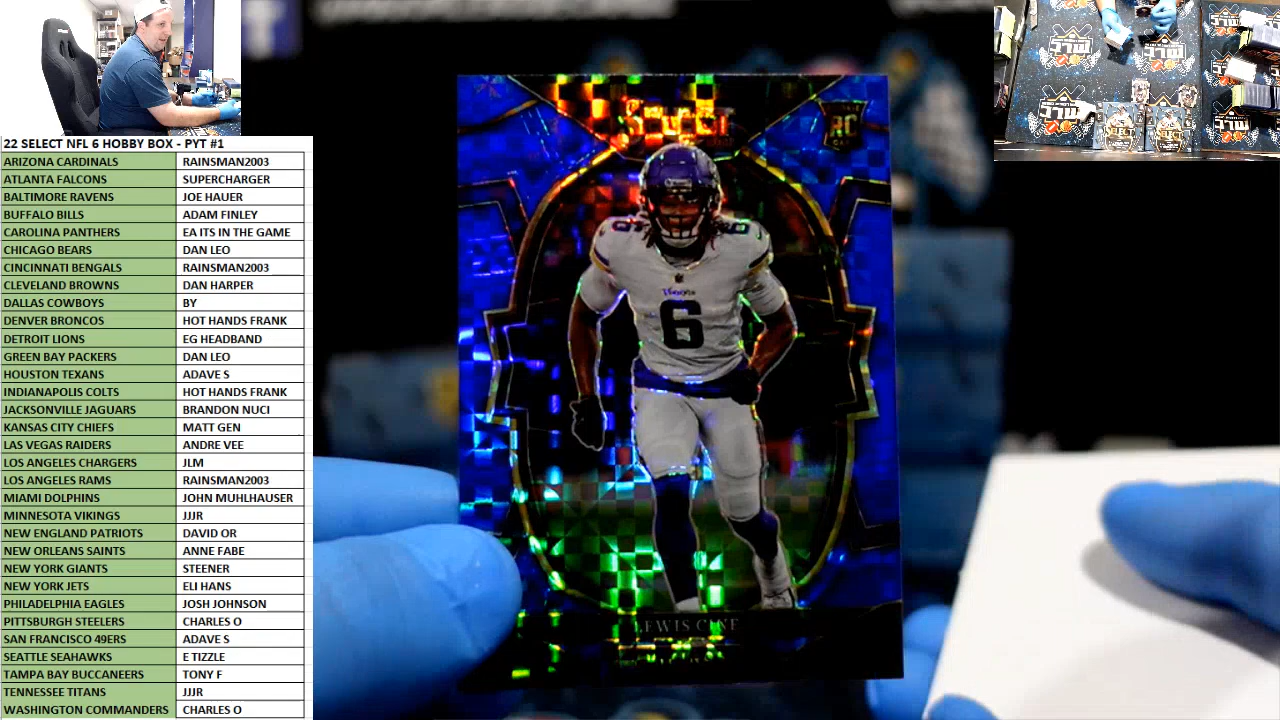 22 SELECT NFL 6 HOBBY BOX - PYT #1
ARIZONA CARDINALS RAINSMAN2003
ATLANTA FALCONS SUPERCHARGER
BALTIMORE RAVENS JOE HAUER
BUFFALO BILLS ADAM FINLEY
CAROLINA PANTHERS EA ITS IN THE GAME
CHICAGO BEARS DAN LEO
CINCINNATI BENGALS RAINSMAN2003
CLEVELAND BROWNS DAN HARPER
DALLAS COWBOYS BY
DENVER BRONCOS HOT HANDS FRANK
DETROIT LIONS EG HEADBAND
GREEN BAY PACKERS DAN LEO
HOUSTON TEXANS ADAVE S
INDIANAPOLIS COLTS HOT HANDS FRANK
JACKSONVILLE JAGUARS BRANDON NUCI
KANSAS CITY CHIEFS MATT GEN
LAS VEGAS RAIDERS ANDRE VEE
LOS ANGELES CHARGERS JLM
LOS ANGELES RAMS RAINSMAN2003
MIAMI DOLPHINS JOHN MUHLHAUSER
MINNESOTA VIKINGS JJJR
NEW ENGLAND PATRIOTS DAVID OR
NEW ORLEANS SAINTS ANNE FABE
NEW YORK GIANTS STEENER
NEW YORK JETS ELI HANS
PHILADELPHIA EAGLES JOSH JOHNSON
PITTSBURGH STEELERS CHARLES O
SAN FRANCISCO 49ERS ADAVE S
SEATTLE SEAHAWKS E TIZZLE
TAMPA BAY BUCCANEERS TONY F
TENNESSEE TITANS JJJR
WASHINGTON COMMANDERS CHARLES O
SELECT
RC
6 6
Vikings
6
LEWIS CINE
SELECT SELECT